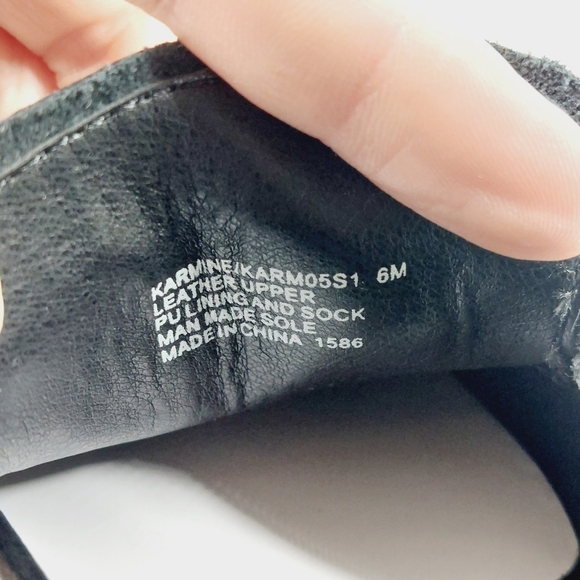 KARMINE/KARM05S1 6M
LEATHER UPPER
PU LINING AND SOCK
MAN MADE SOLE
MADE IN CHINA 1586